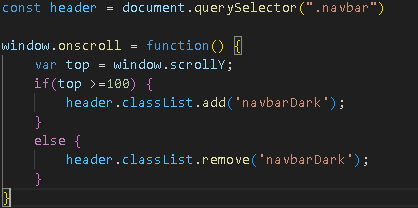 const header = document.querySelector(".navbar")
window.onscroll = function() {
    var top = window.scrollY;
    if(top >=100) {
        header.classList.add('navbarDark');
    }
    else {
        header.classList.remove('navbarDark');
    }
}